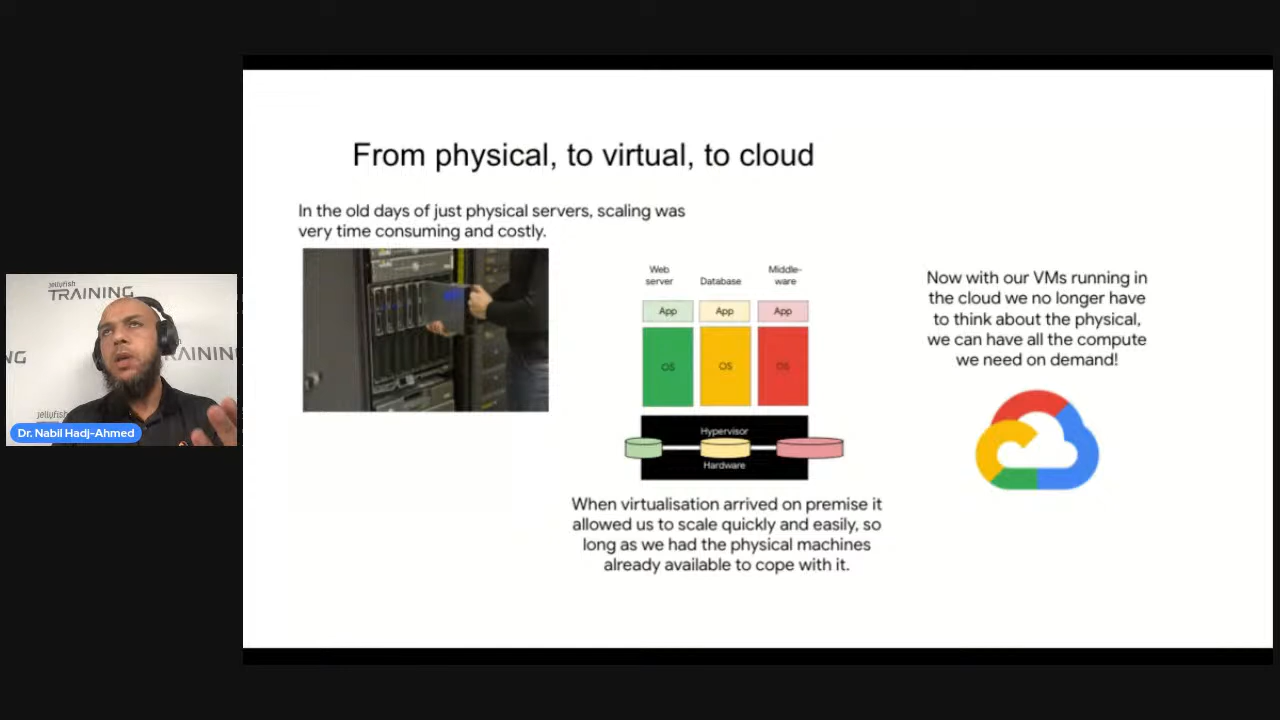 From physical, to virtual, to cloud
In the old days of just physical servers, scaling was
very time consuming and costly.
Web
server
Database
Middle-
ware
App
App
App
OS
OS
OS
Hypervisor
Hardware
When virtualisation arrived on premise it
allowed us to scale quickly and easily, so
long as we had the physical machines
already available to cope with it.
Now with our VMs running in
the cloud we no longer have
to think about the physical,
we can have all the compute
we need on demand!
jellyfish
TRAINING
NG
RAINING
jellyfish
Dr. Nabil Hadj-Ahmed